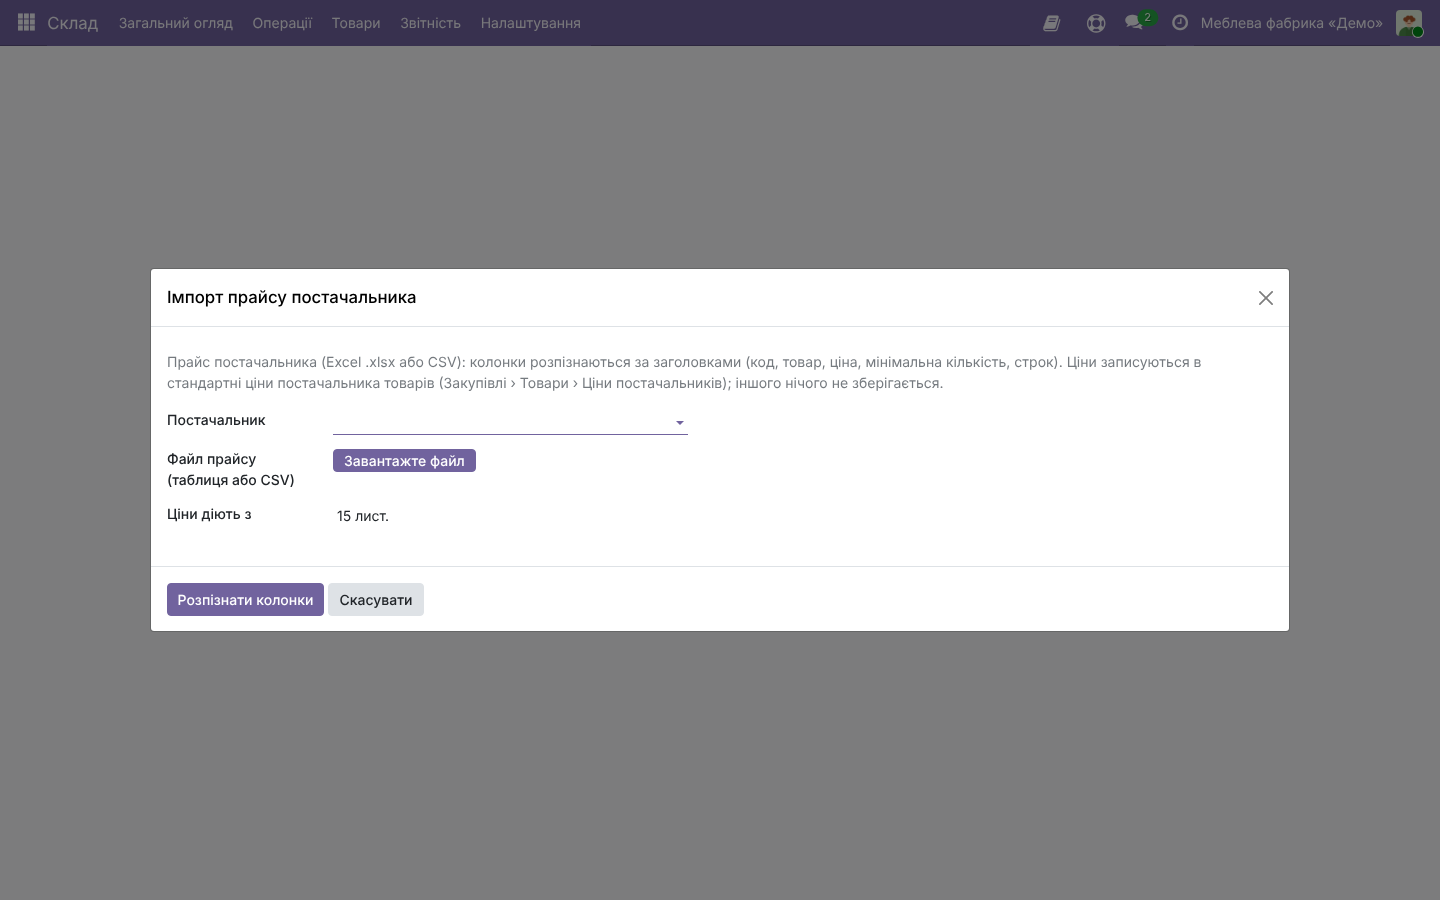 Склад Загальний огляд Операції Товари Звітність Налаштування 2 Меблева фабрика «Демо»
Імпорт прайсу постачальника
Прайс постачальника (Excel .xlsx або CSV): колонки розпізнаються за заголовками (код, товар, ціна, мінімальна кількість, строк). Ціни записуються в
стандартні ціни постачальника товарів (Закупівлі › Товари › Ціни постачальників); іншого нічого не зберігається.
Постачальник
Файл прайсу
(таблиця або CSV)
Завантажте файл
Ціни діють з
15 лист.
Розпізнати колонки Скасувати